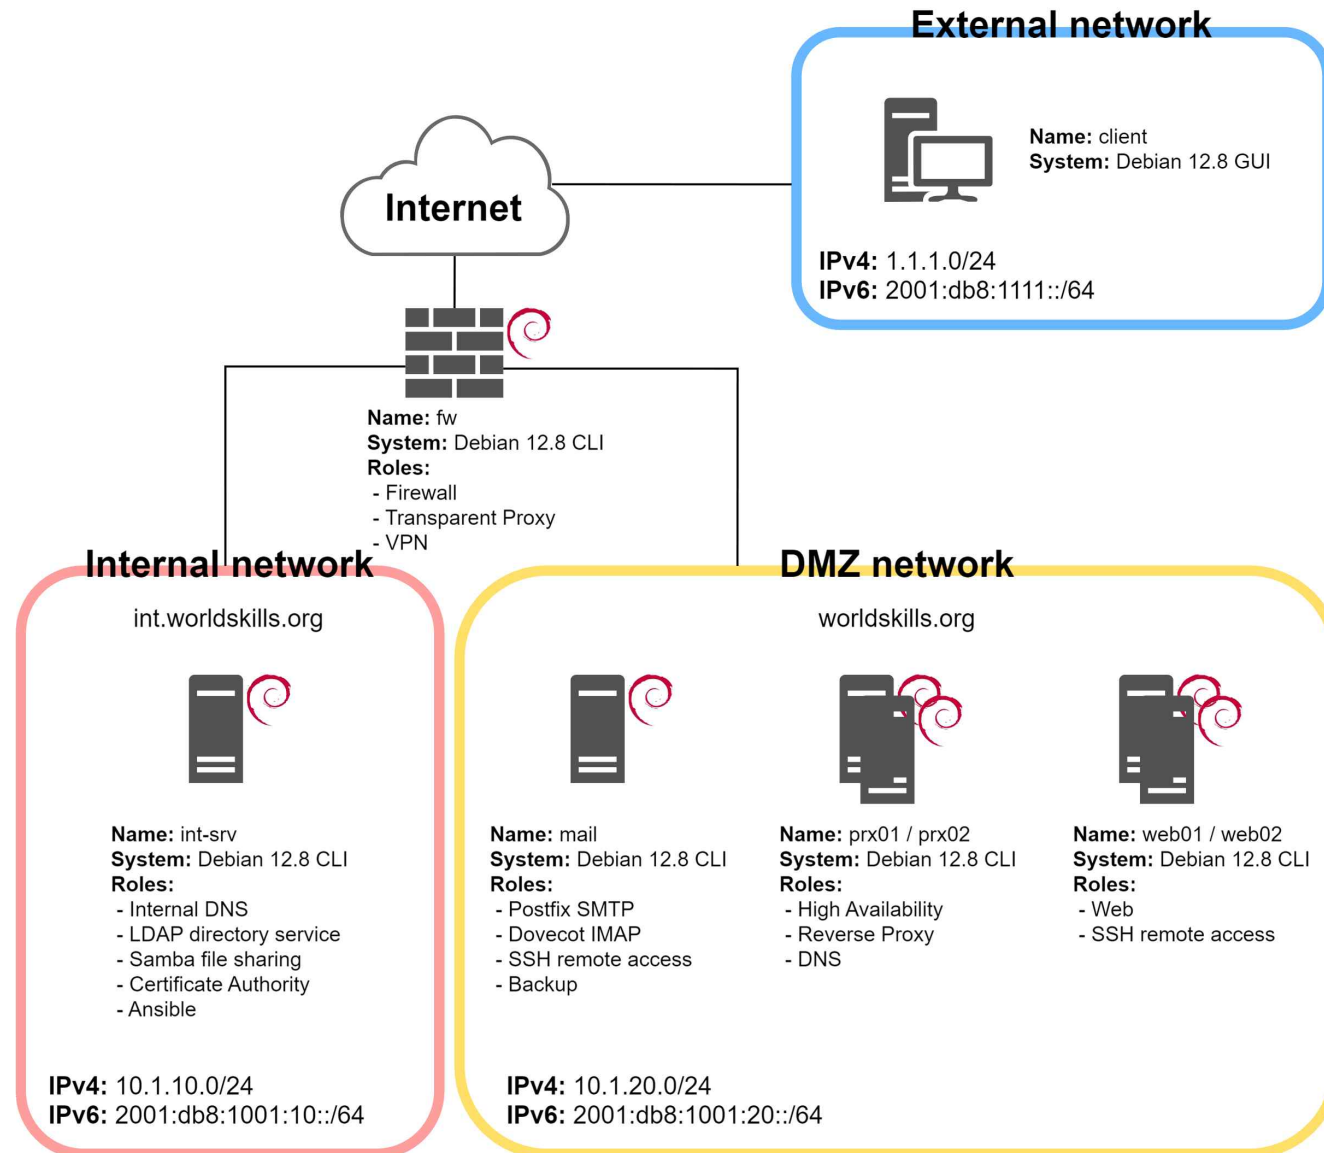 External network
Name: client
System: Debian 12.8 GUI
IPv4: 1.1.1.0/24
IPv6: 2001:db8:1111::/64
Internet
Name: fw
System: Debian 12.8 CLI
Roles:
- Firewall
- Transparent Proxy
- VPN
Internal network
int.worldskills.org
Name: int-srv
System: Debian 12.8 CLI
Roles:
- Internal DNS
- LDAP directory service
- Samba file sharing
- Certificate Authority
- Ansible
IPv4: 10.1.10.0/24
IPv6: 2001:db8:1001:10::/64
DMZ network
worldskills.org
Name: mail
System: Debian 12.8 CLI
Roles:
- Postfix SMTP
- Dovecot IMAP
- SSH remote access
- Backup
Name: prx01 / prx02
System: Debian 12.8 CLI
Roles:
- High Availability
- Reverse Proxy
- DNS
Name: web01 / web02
System: Debian 12.8 CLI
Roles:
- Web
- SSH remote access
IPv4: 10.1.20.0/24
IPv6: 2001:db8:1001:20::/64